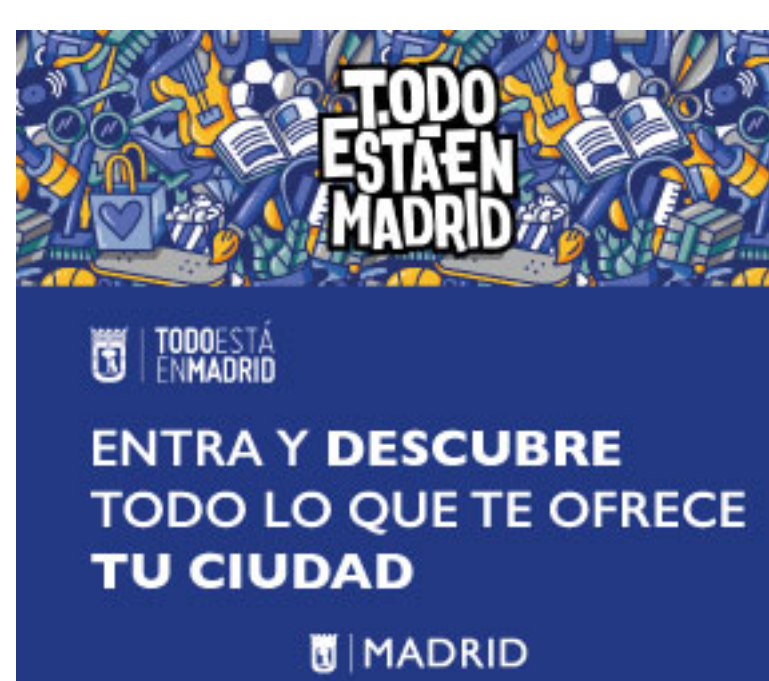 TODO
ESTÁ EN
MADRID
TODOESTÁ
ENMADRID
ENTRA Y DESCUBRE
TODO LO QUE TE OFRECE
TU CIUDAD
MADRID